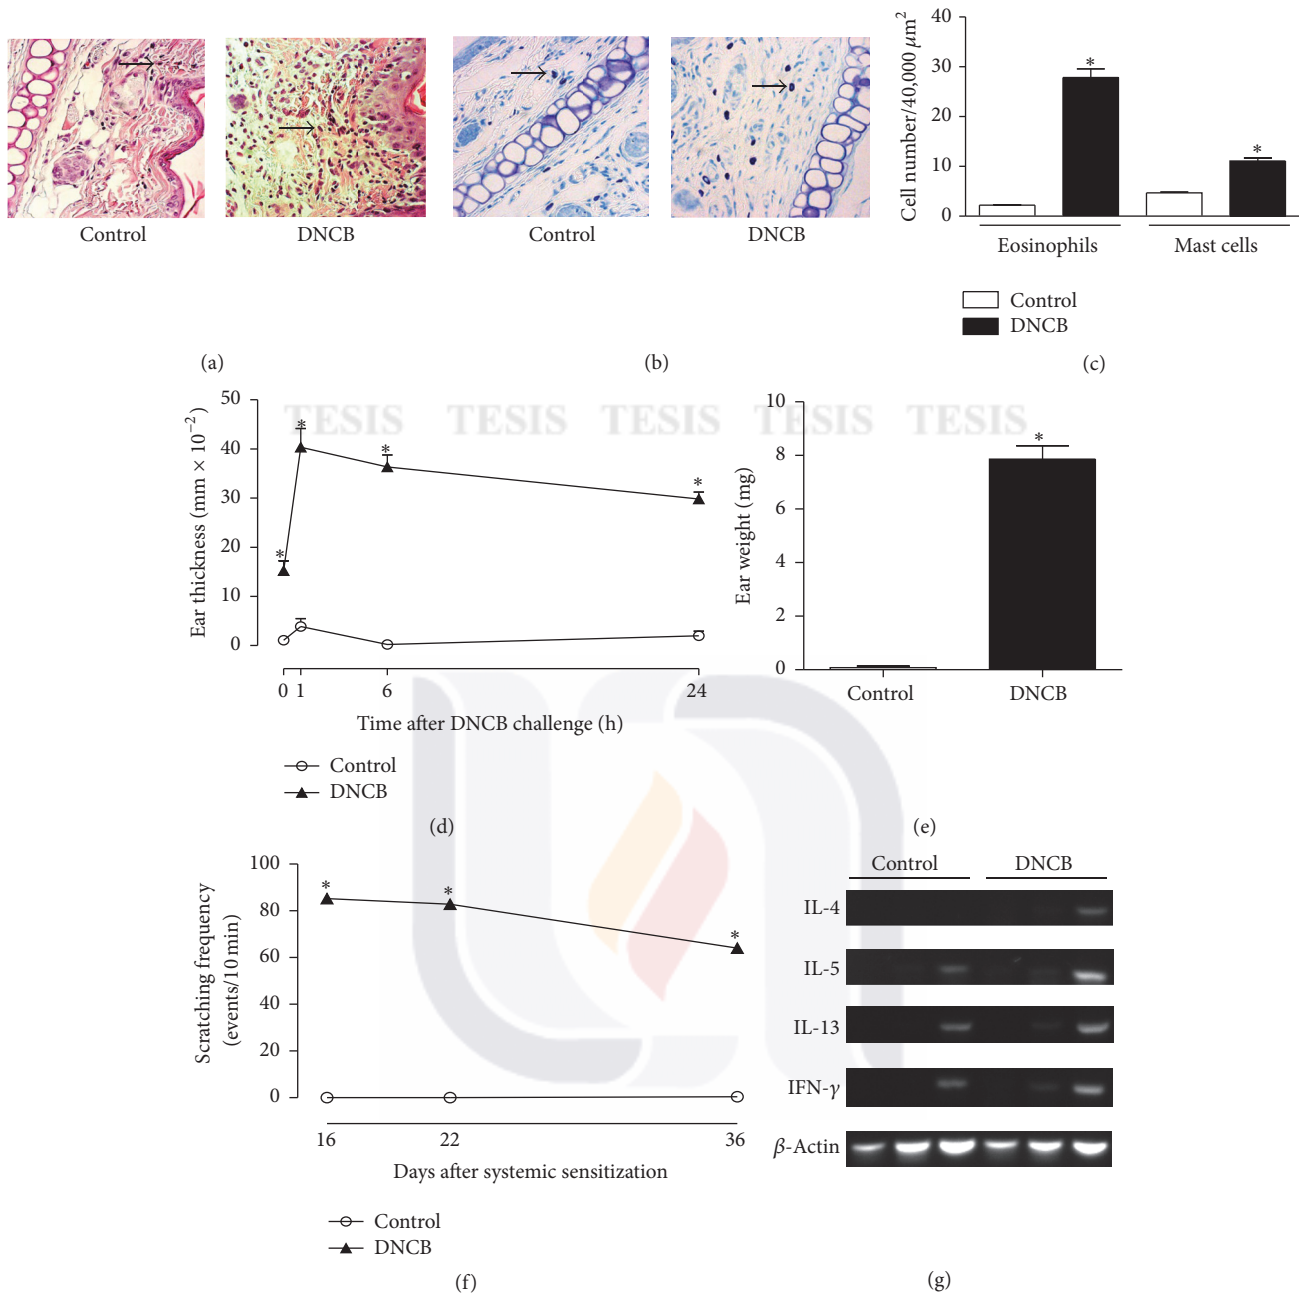 Control
DNCB
(a)
Control
DNCB
(b)
Cell number/40,000 μm²
40
30
20
10
0
*
*
Eosinophils
Mast cells
Control
DNCB
(c)
TESIS TESIS TESIS TESIS TESIS
Ear thickness (mm × 10⁻²)
50
40
30
20
10
0
*
*
*
*
0 1 6 24
Time after DNCB challenge (h)
Control
DNCB
(d)
Ear weight (mg)
10
8
6
4
2
0
*
Control
DNCB
(e)
Scratching frequency
(events/10 min)
100
80
60
40
20
0
*
*
*
16 22 36
Days after systemic sensitization
Control
DNCB
(f)
Control DNCB
IL-4
IL-5
IL-13
IFN-γ
β-Actin
(g)